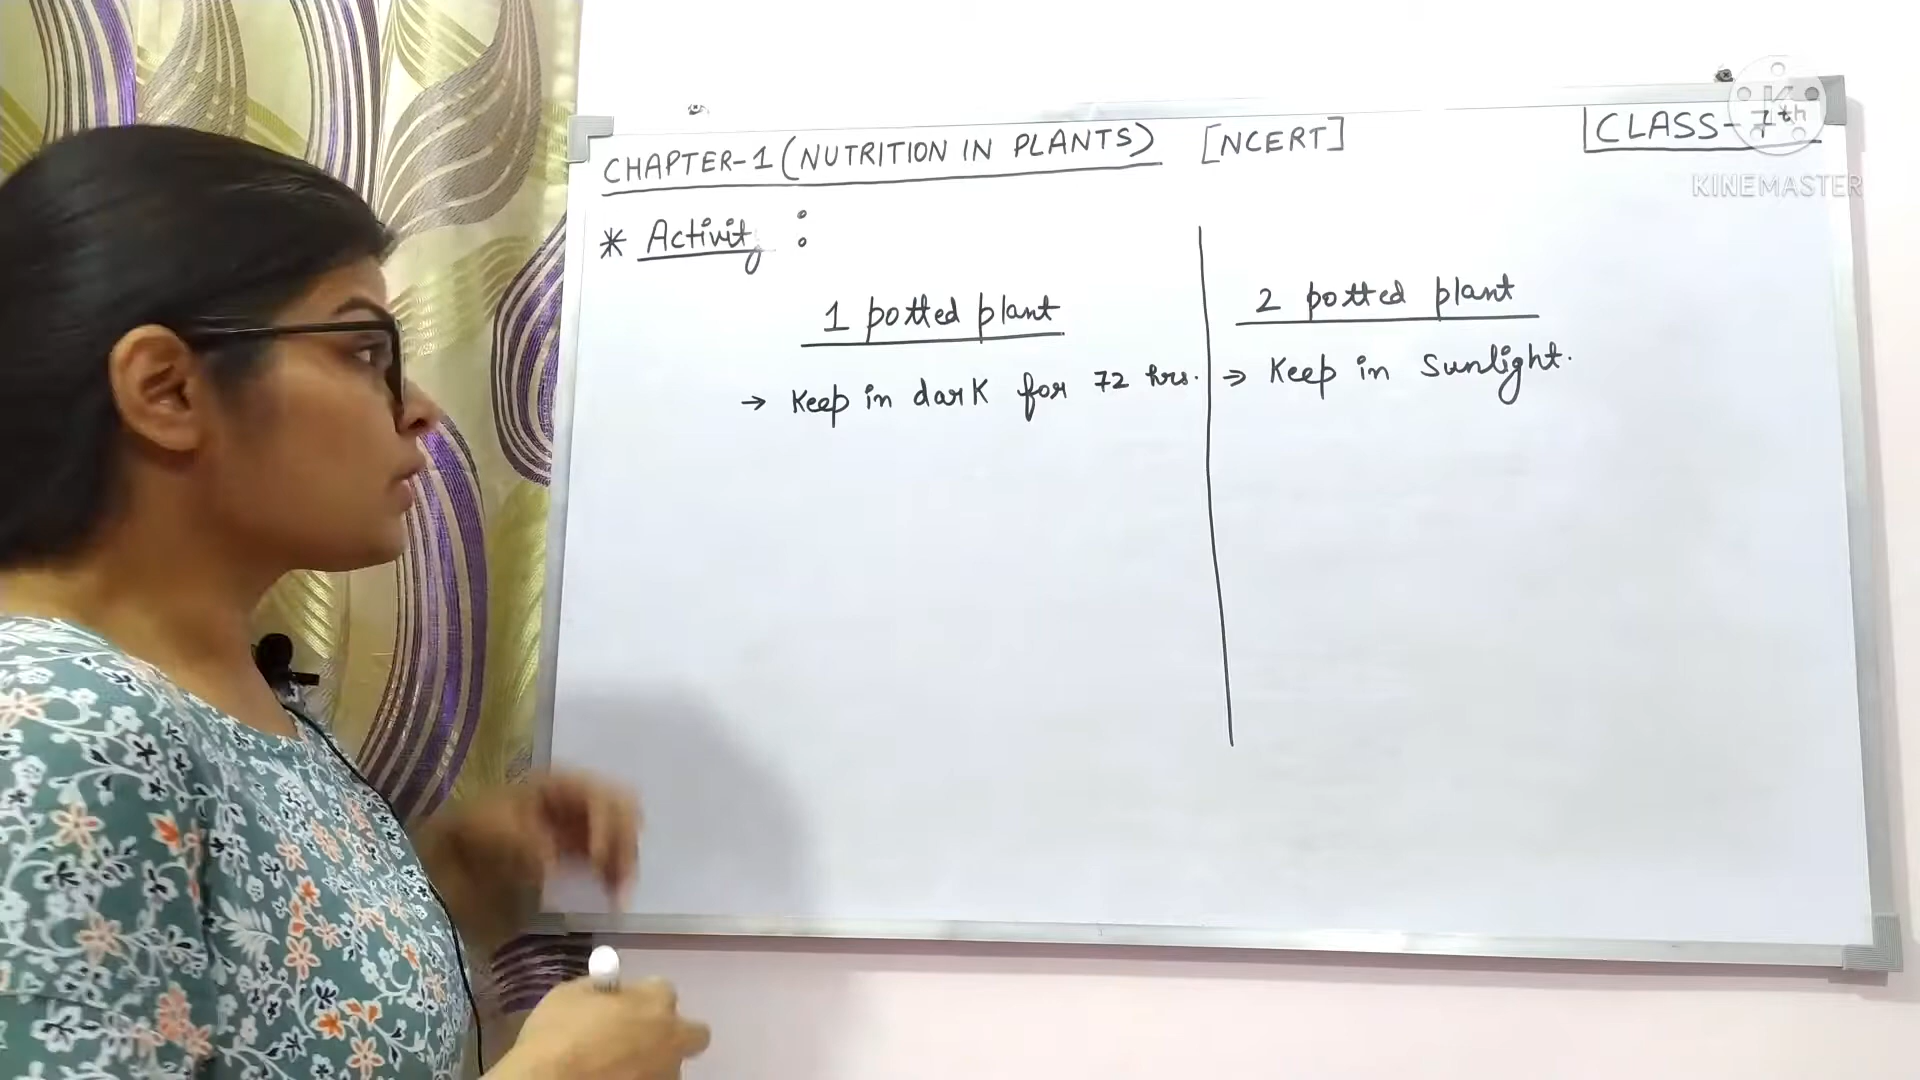 CHAPTER-1 (NUTRITION IN PLANTS) [NCERT]
CLASS-7th
KINEMASTER
* Activity :
1 potted plant
→ Keep in dark for 72 hrs.
2 potted plant
→ Keep in Sunlight.